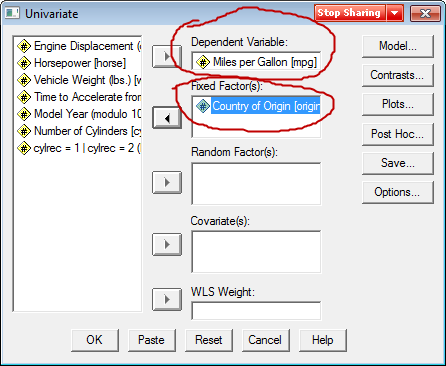 Univariate
Stop Sharing
Engine Displacement (
Horsepower [horse]
Vehicle Weight (lbs.) [w
Time to Accelerate from
Model Year (modulo 10
Number of Cylinders [cy
cylrec = 1 | cylrec = 2 (
Dependent Variable:
Miles per Gallon [mpg]
Fixed Factor(s):
Country of Origin [origin
Random Factor(s):
Covariate(s):
WLS Weight:
Model...
Contrasts...
Plots...
Post Hoc...
Save...
Options...
OK
Paste
Reset
Cancel
Help